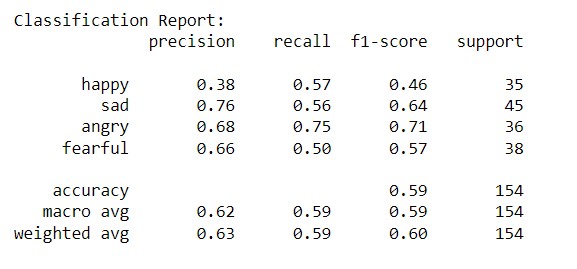 Classification Report:
precision recall f1-score support
happy 0.38 0.57 0.46 35
sad 0.76 0.56 0.64 45
angry 0.68 0.75 0.71 36
fearful 0.66 0.50 0.57 38
accuracy 0.59 154
macro avg 0.62 0.59 0.59 154
weighted avg 0.63 0.59 0.60 154